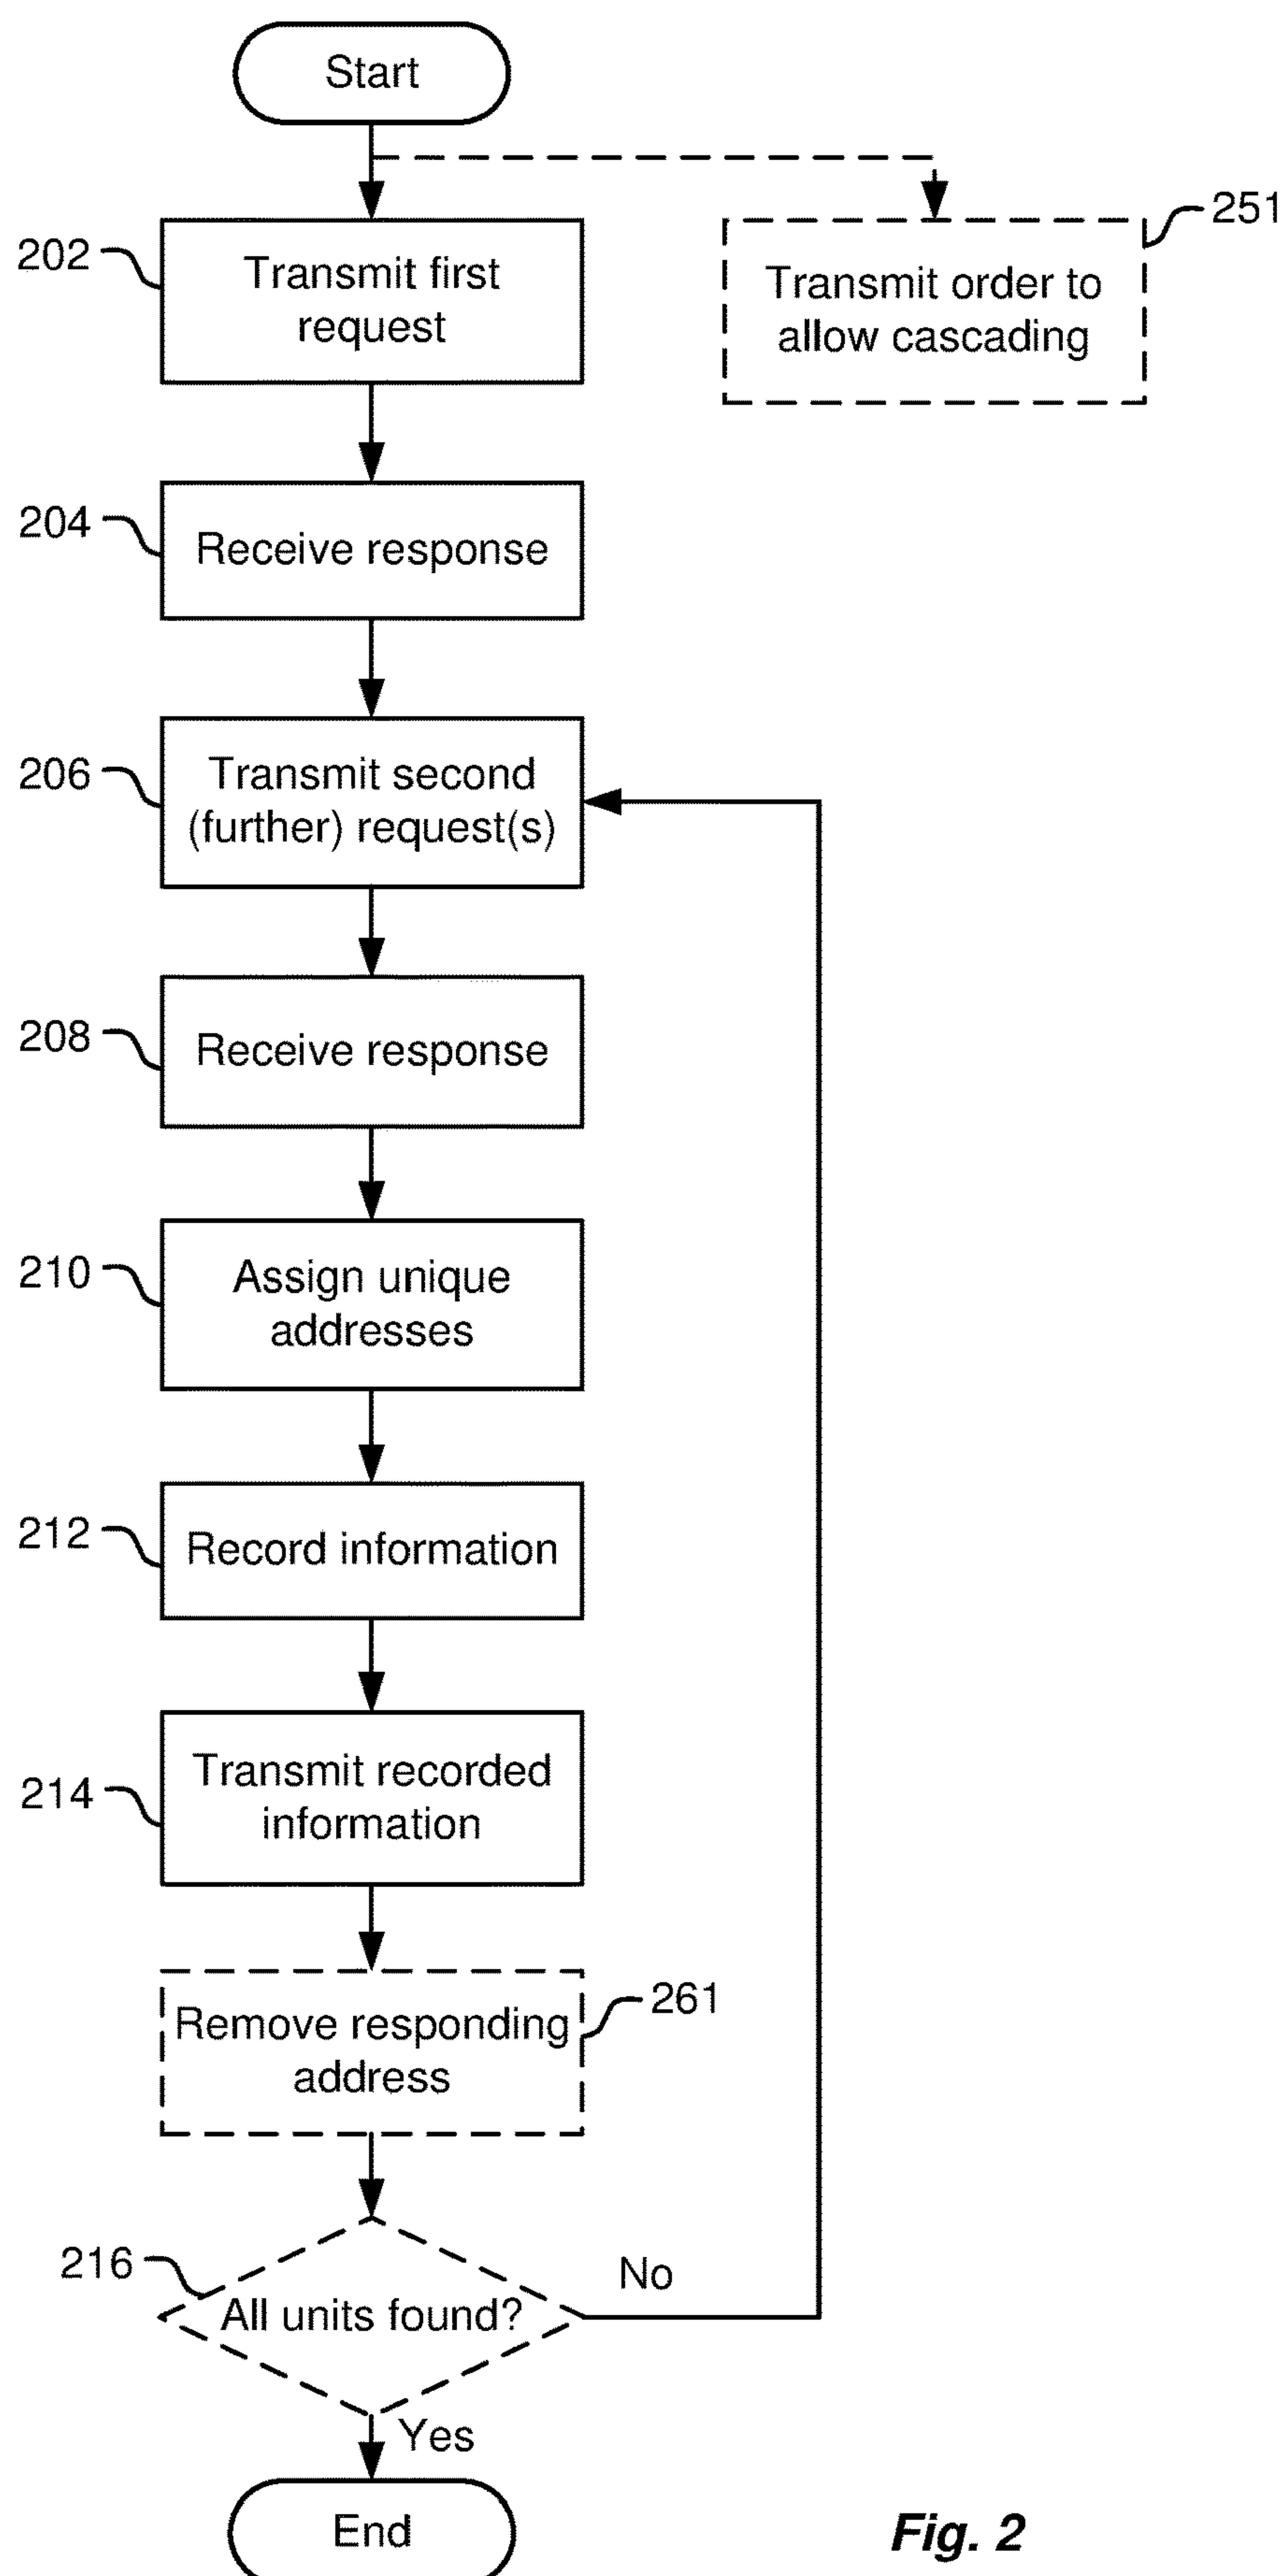 Start
251
202
Transmit first
request
Transmit order to
allow cascading
204
Receive response
206
Transmit second
(further) request(s)
208
Receive response
210
Assign unique
addresses
212
Record information
214
Transmit recorded
information
261
Remove responding
address
216
All units found?
No
Yes
End
Fig. 2